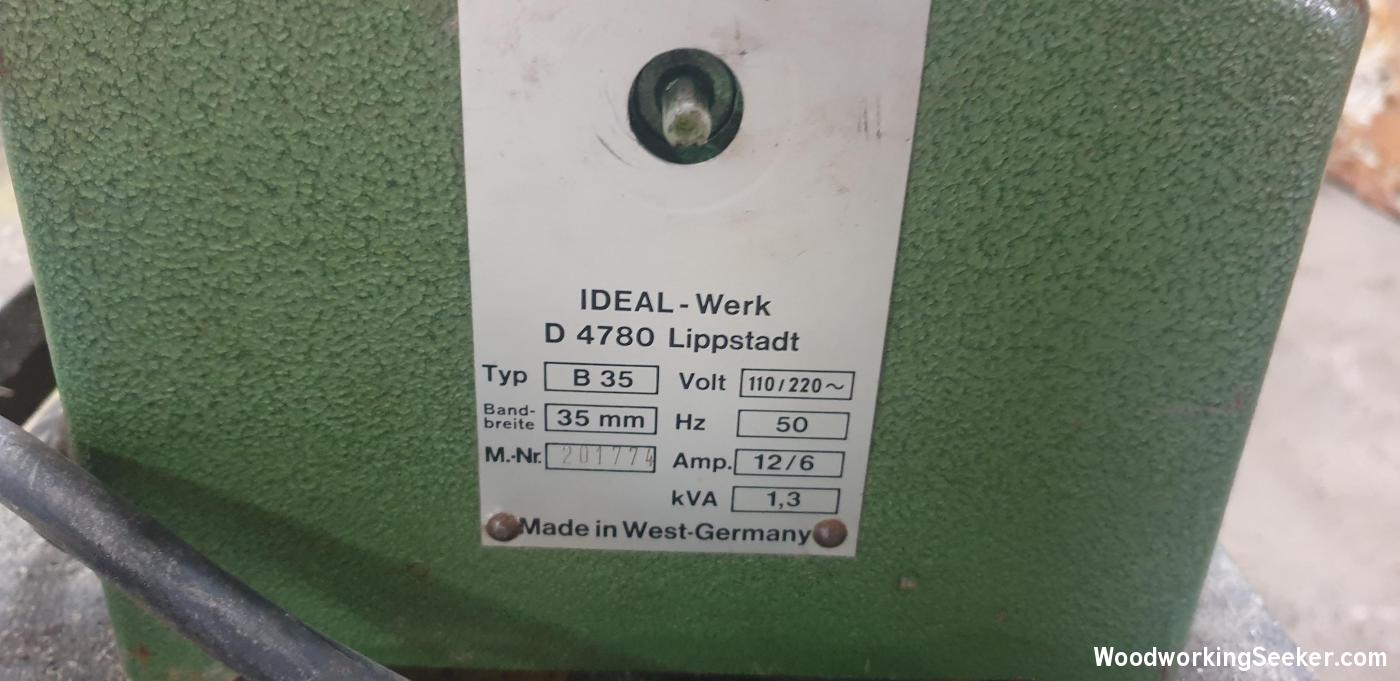 IDEAL - Werk
D 4780 Lippstadt
Typ B 35 Volt 110/220~
Band-
breite 35 mm Hz 50
M.-Nr. 201774 Amp. 12/6
kVA 1,3
Made in West-Germany
WoodworkingSeeker.com